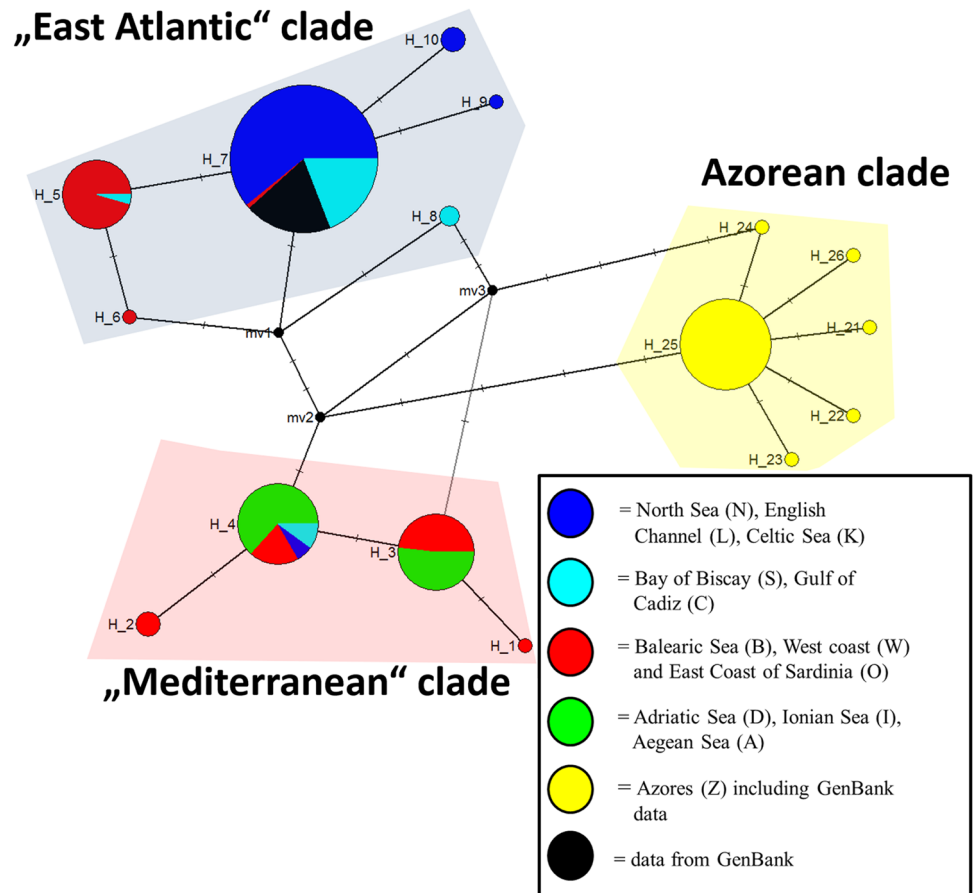 „East Atlantic“ clade
H_10
H_9
H_7
H_5
H_8
H_6
mv1
mv3
mv2
Azorean clade
H_24
H_26
H_21
H_25
H_22
H_23
H_4
H_3
H_2
H_1
„Mediterranean“ clade
= North Sea (N), English
Channel (L), Celtic Sea (K)
= Bay of Biscay (S), Gulf of
Cadiz (C)
= Balearic Sea (B), West coast (W)
and East Coast of Sardinia (O)
= Adriatic Sea (D), Ionian Sea (I),
Aegean Sea (A)
= Azores (Z) including GenBank
data
= data from GenBank